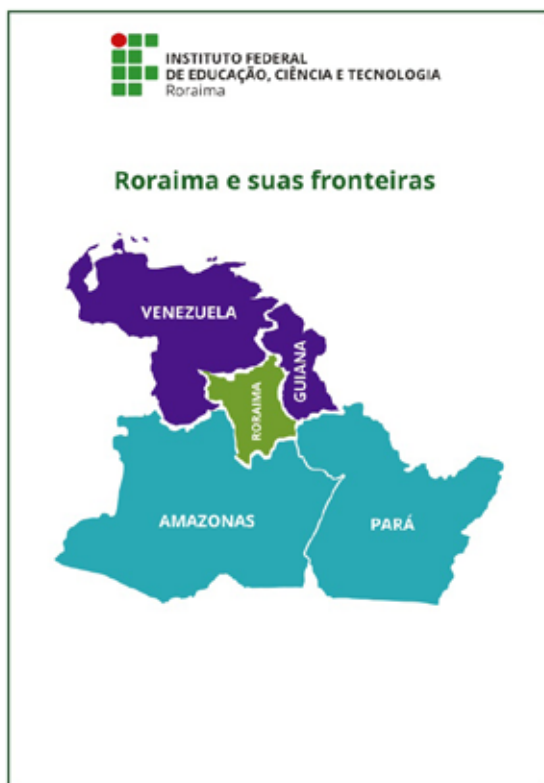 INSTITUTO FEDERAL
DE EDUCAÇÃO, CIÊNCIA E TECNOLOGIA
Roraima
Roraima e suas fronteiras
VENEZUELA
GUIANA
RORAIMA
AMAZONAS
PARÁ